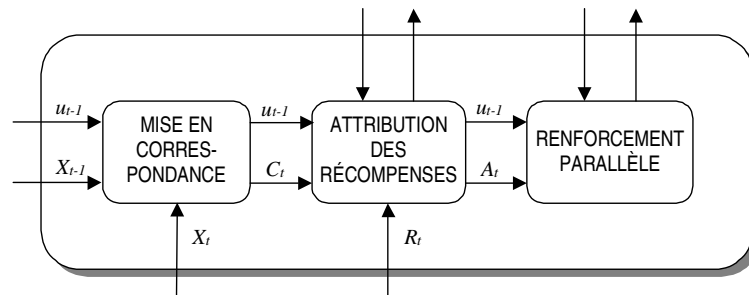 u_{t-1}
MISE EN
CORRES-
PONDANCE
u_{t-1}
ATTRIBUTION
DES
RÉCOMPENSES
u_{t-1}
RENFORCEMENT
PARALLÈLE
X_{t-1}
C_t
A_t
X_t
R_t